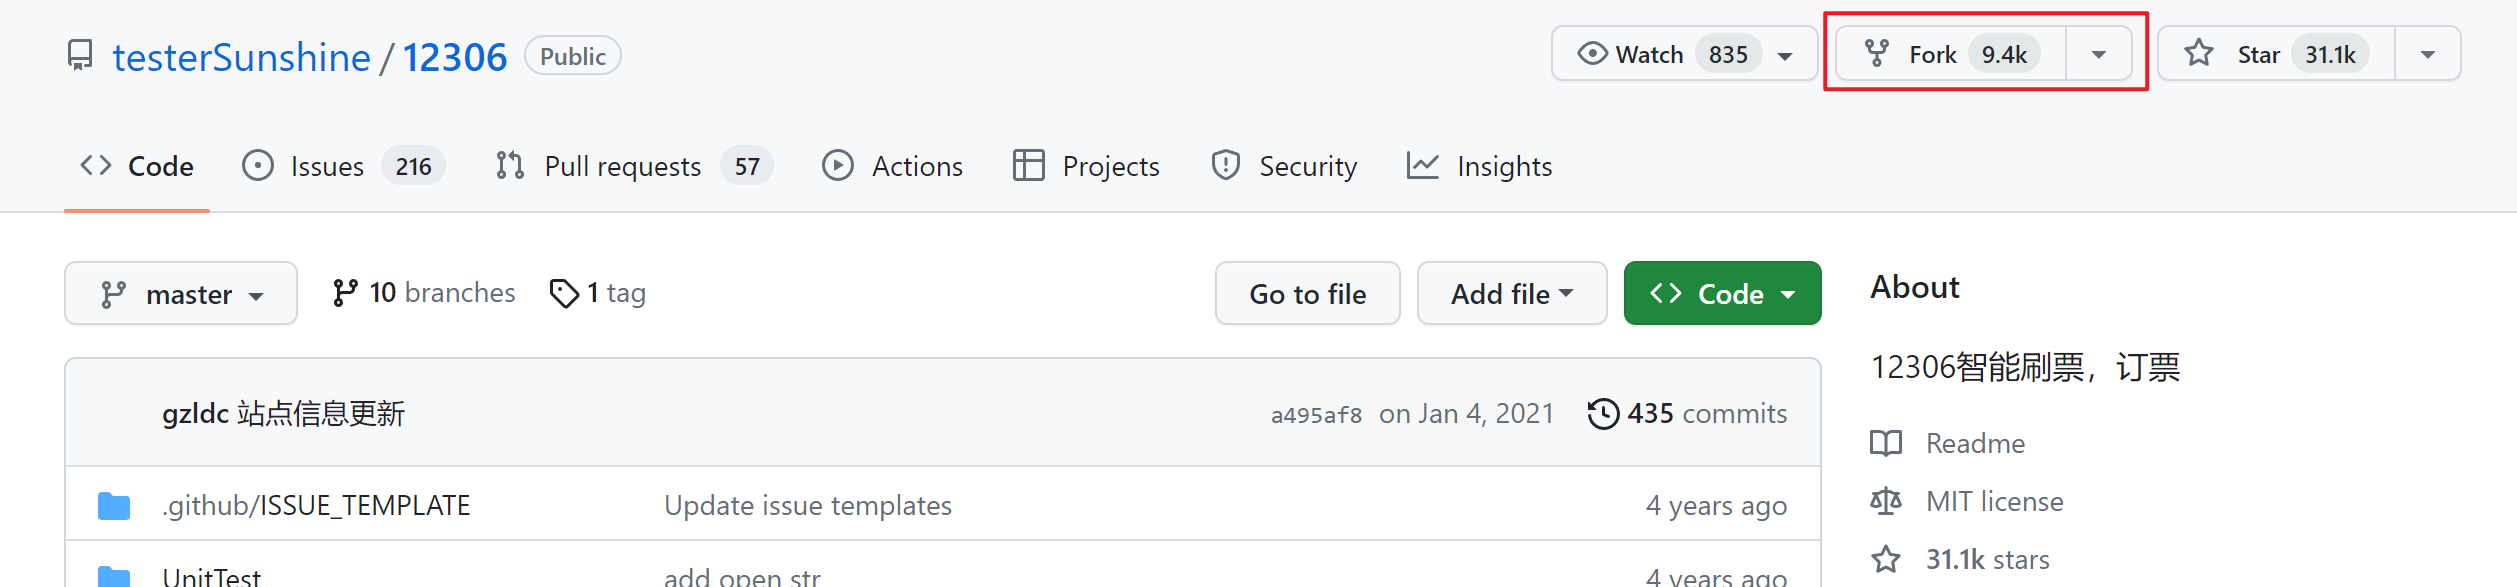 testerSunshine / 12306 Public Watch 835 Fork 9.4k Star 31.1k
Code Issues 216 Pull requests 57 Actions Projects Security Insights
master 10 branches 1 tag Go to file Add file Code
About
12306智能刷票，订票
gzldc 站点信息更新 a495af8 on Jan 4, 2021 435 commits
Readme
.github/ISSUE_TEMPLATE Update issue templates 4 years ago
MIT license
31.1k stars
UnitTest add open str 4 years ago